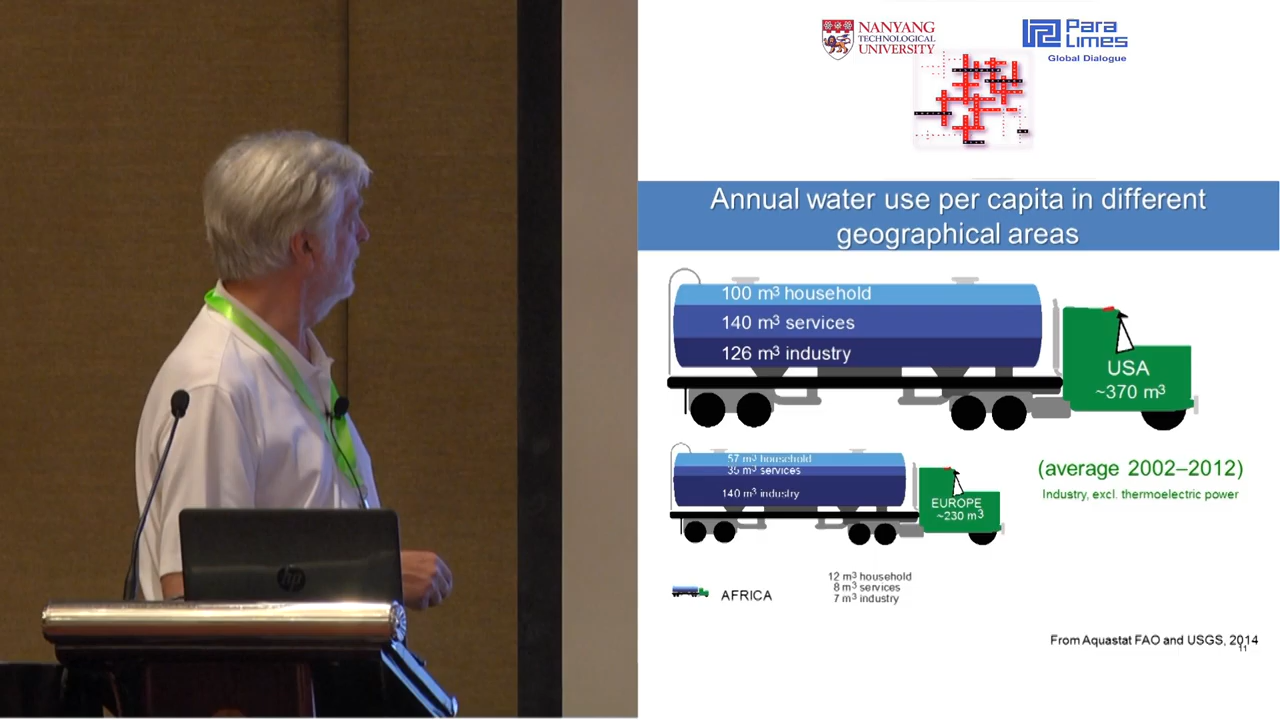 NANYANG
TECHNOLOGICAL
UNIVERSITY
Para
Limes
Global Dialogue
Annual water use per capita in different
geographical areas
100 m³ household
140 m³ services
126 m³ industry
USA
~370 m³
57 m³ household
35 m³ services
140 m³ industry
EUROPE
~230 m³
(average 2002–2012)
Industry, excl. thermoelectric power
AFRICA
12 m³ household
8 m³ services
7 m³ industry
From Aquastat FAO and USGS, 2014
11
hp